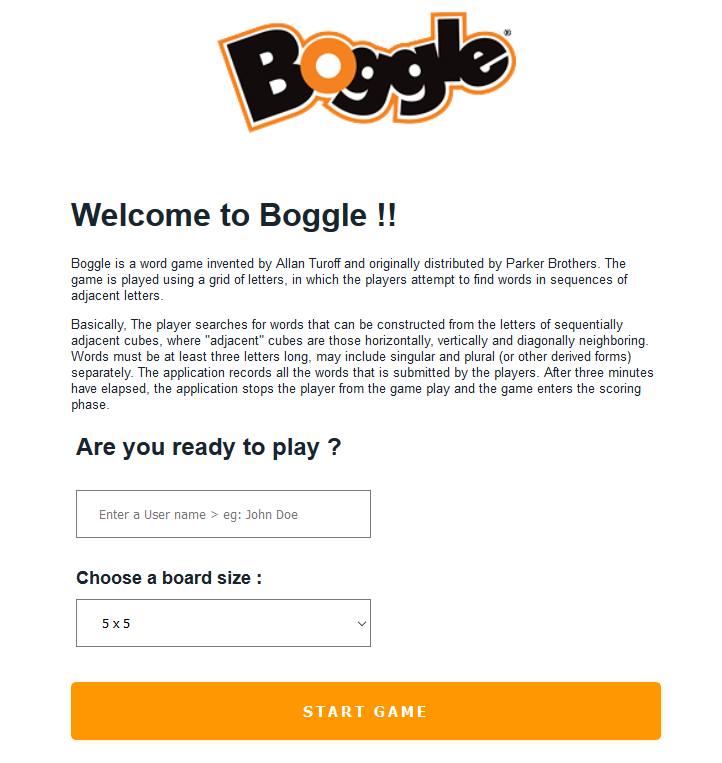 Boggle®
Welcome to Boggle !!
Boggle is a word game invented by Allan Turoff and originally distributed by Parker Brothers. The
game is played using a grid of letters, in which the players attempt to find words in sequences of
adjacent letters.
Basically, The player searches for words that can be constructed from the letters of sequentially
adjacent cubes, where "adjacent" cubes are those horizontally, vertically and diagonally neighboring.
Words must be at least three letters long, may include singular and plural (or other derived forms)
separately. The application records all the words that is submitted by the players. After three minutes
have elapsed, the application stops the player from the game play and the game enters the scoring
phase.
Are you ready to play ?
Enter a User name > eg: John Doe
Choose a board size :
5 x 5
START GAME